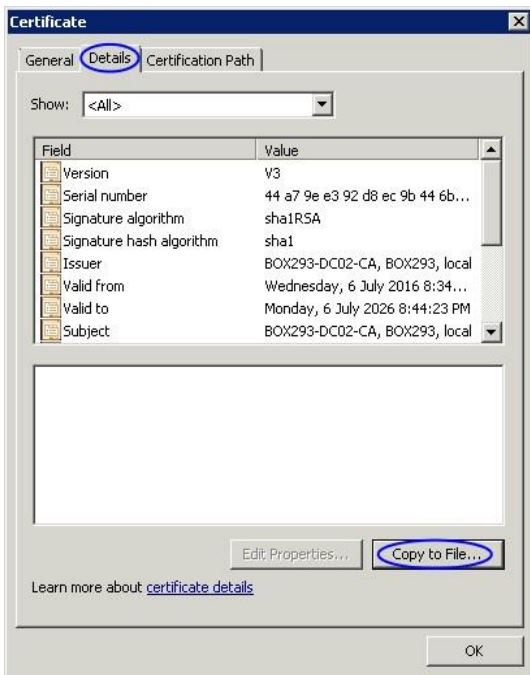 Certificate
General Details Certification Path
Show: <All>
Field Value
Version V3
Serial number 44 a7 9e e3 92 d8 ec 9b 44 6b...
Signature algorithm sha1RSA
Signature hash algorithm sha1
Issuer BOX293-DC02-CA, BOX293, local
Valid from Wednesday, 6 July 2016 8:34...
Valid to Monday, 6 July 2026 8:44:23 PM
Subject BOX293-DC02-CA, BOX293, local
Edit Properties... Copy to File...
Learn more about certificate details
OK